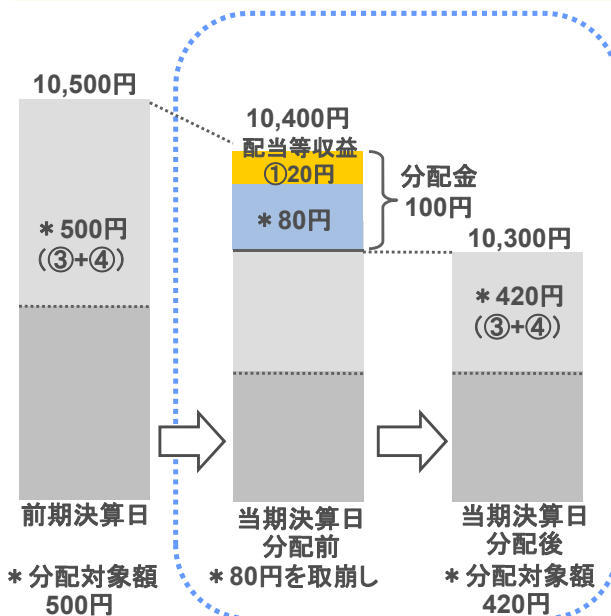 10,500円
＊500円
（③+④）
前期決算日
＊分配対象額
500円
10,400円
配当等収益
①20円
＊80円
分配金
100円
当期決算日
分配前
＊80円を取崩し
10,300円
＊420円
（③+④）
当期決算日
分配後
＊分配対象額
420円